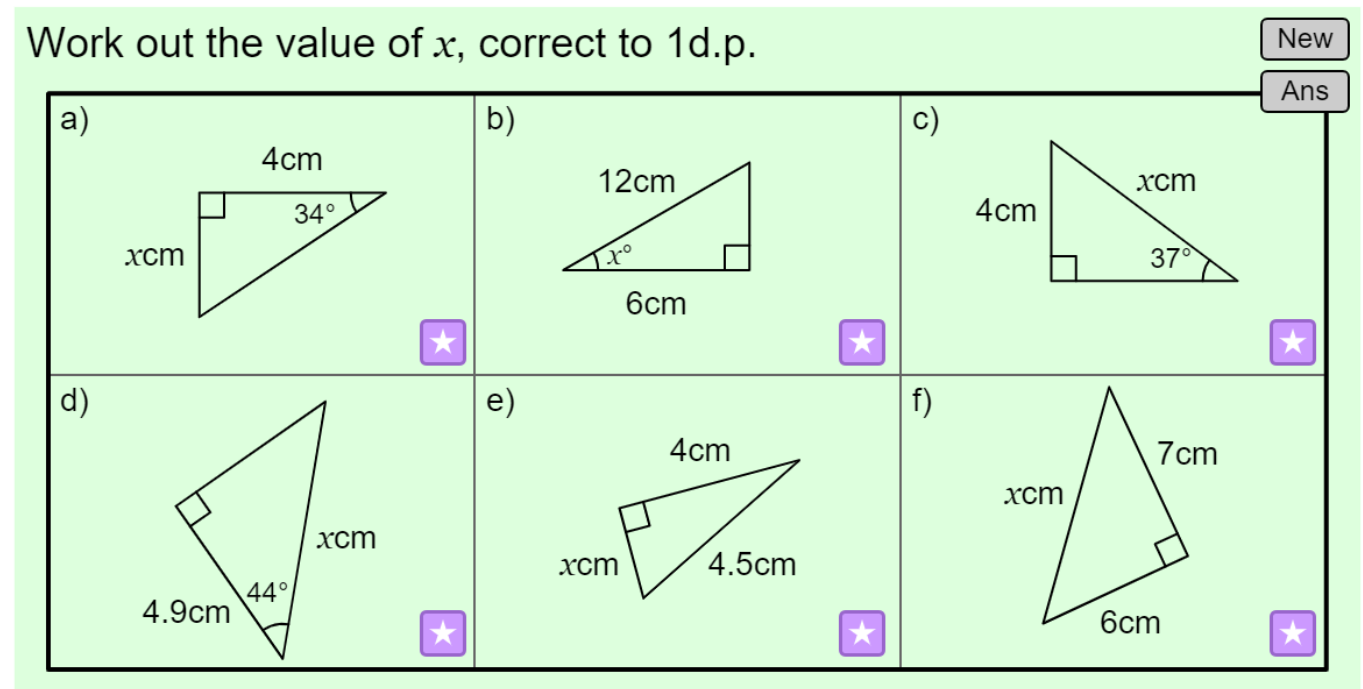 Work out the value of x, correct to 1d.p.
New
Ans
a)
4cm
34°
xcm
b)
12cm
x°
6cm
c)
xcm
4cm
37°
d)
xcm
44°
4.9cm
e)
4cm
xcm
4.5cm
f)
7cm
xcm
6cm